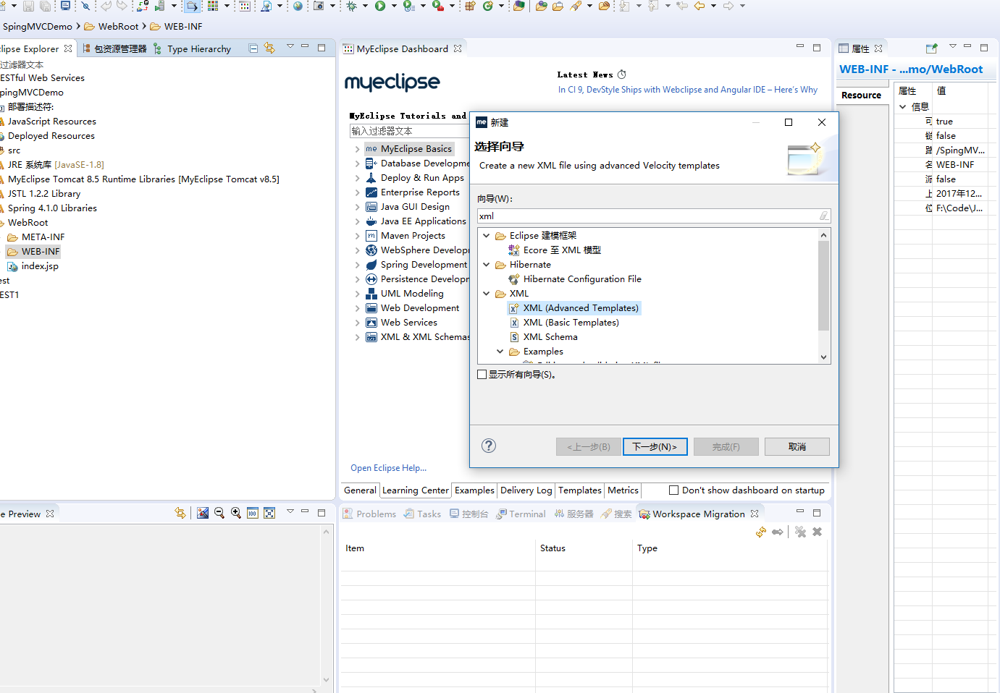 SpingMVCDemo
WebRoot
WEB-INF
clipse Explorer
包资源管理器
Type Hierarchy
过滤器文本
ESTful Web Services
pingMVCDemo
部署描述符:
JavaScript Resources
Deployed Resources
src
JRE 系统库 [JavaSE-1.8]
MyEclipse Tomcat 8.5 Runtime Libraries [MyEclipse Tomcat v8.5]
JSTL 1.2.2 Library
Spring 4.1.0 Libraries
WebRoot
META-INF
WEB-INF
index.jsp
est
EST1
MyEclipse Dashboard
myeclipse
Latest News
In CI 9, DevStyle Ships with Webclipse and Angular IDE – Here's Why
MyEclipse Tutorials and
输入过滤器文本
me MyEclipse Basics
Database Developme
Deploy & Run Apps
Enterprise Reports
Java GUI Design
Java EE Applications
Maven Projects
WebSphere Develop
Spring Development
Persistence Develop
UML Modeling
Web Development
Web Services
XML & XML Schemas
Open Eclipse Help...
General
Learning Center
Examples
Delivery Log
Templates
Metrics
Don't show dashboard on startup
me 新建
选择向导
Create a new XML file using advanced Velocity templates
向导(W):
xml
Eclipse 建模框架
Ecore 至 XML 模型
Hibernate
Hibernate Configuration File
XML
XML (Advanced Templates)
XML (Basic Templates)
XML Schema
Examples
显示所有向导(S)。
<上一步(B)
下一步(N)>
完成(F)
取消
属性
WEB-INF - ...mo/WebRoot
Resource
属性
值
信息
可 true
链 false
路 /SpingMV...
名 WEB-INF
派 false
上 2017年12...
位 F:\Code\J...
e Preview
Problems
Tasks
控制台
Terminal
服务器
搜索
Workspace Migration
Item
Status
Type